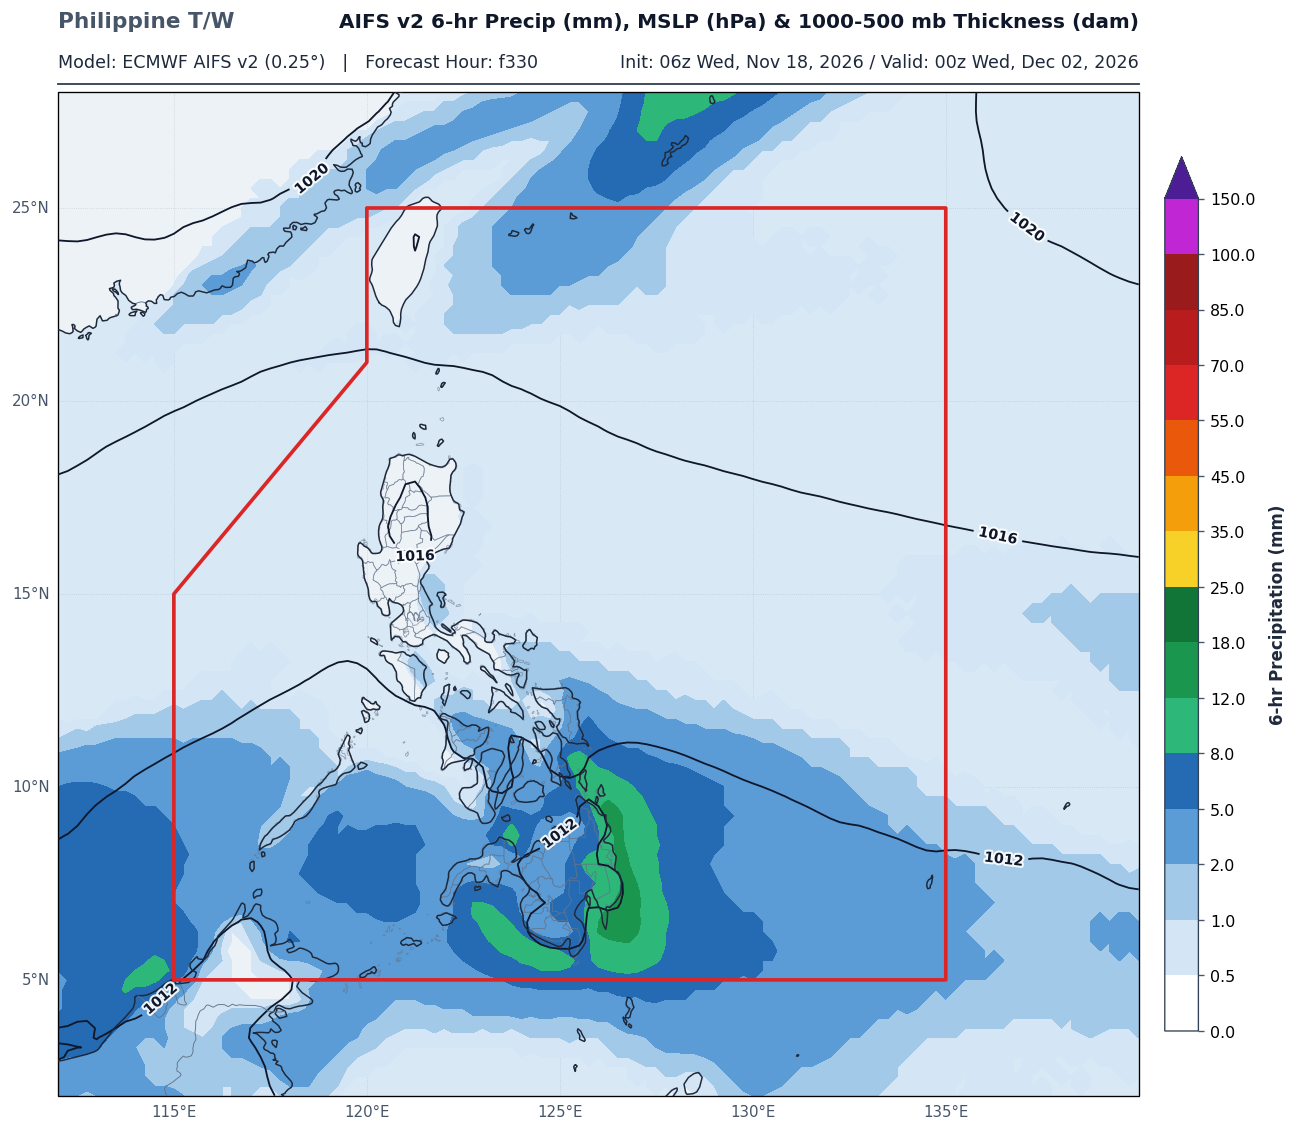 Philippine T/W
AIFS v2 6-hr Precip (mm), MSLP (hPa) & 1000-500 mb Thickness (dam)
Model: ECMWF AIFS v2 (0.25°)   |   Forecast Hour: f330
Init: 06z Wed, Nov 18, 2026 / Valid: 00z Wed, Dec 02, 2026
1020
1020
1016
1016
1012
1012
1012
25°N
20°N
15°N
10°N
5°N
115°E
120°E
125°E
130°E
135°E
150.0
100.0
85.0
70.0
55.0
45.0
35.0
25.0
18.0
12.0
8.0
5.0
2.0
1.0
0.5
0.0
6-hr Precipitation (mm)